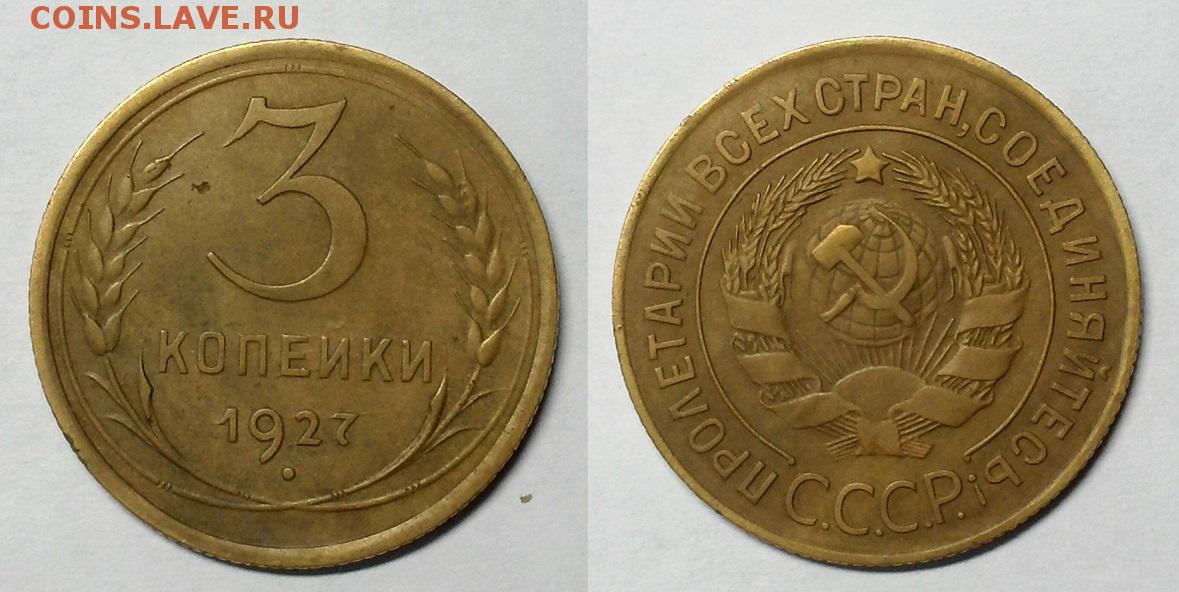 COINS.LAVE.RU
3
КОПЕЙКИ
1927
ПРОЛЕТАРИИ ВСЕХ СТРАН, СОЕДИНЯЙТЕСЬ!
С.С.С.Р.